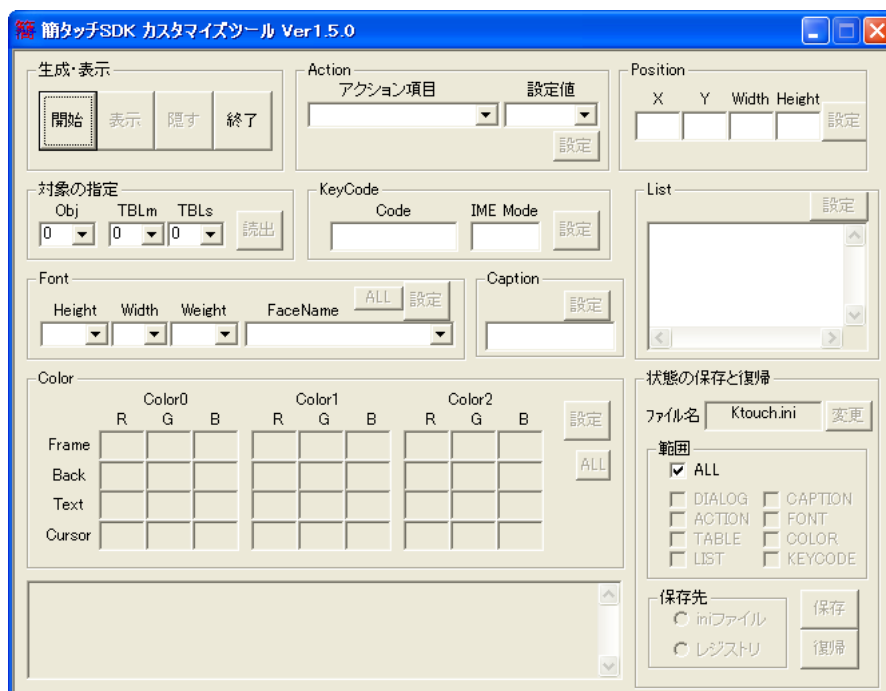 簡 簡タッチSDK カスタマイズツール Ver1.5.0
生成・表示
開始 表示 隠す 終了
Action
アクション項目 設定値
設定
Position
X Y Width Height
設定
対象の指定
Obj TBLm TBLs
0 0 0 読出
KeyCode
Code IME Mode
設定
List
設定
Font
Height Width Weight FaceName
ALL 設定
Caption
設定
Color
Color0 Color1 Color2
R G B R G B R G B
Frame
Back
Text
Cursor
設定
ALL
状態の保存と復帰
ファイル名 Ktouch.ini 変更
範囲
ALL
DIALOG CAPTION
ACTION FONT
TABLE COLOR
LIST KEYCODE
保存先
iniファイル
レジストリ
保存
復帰